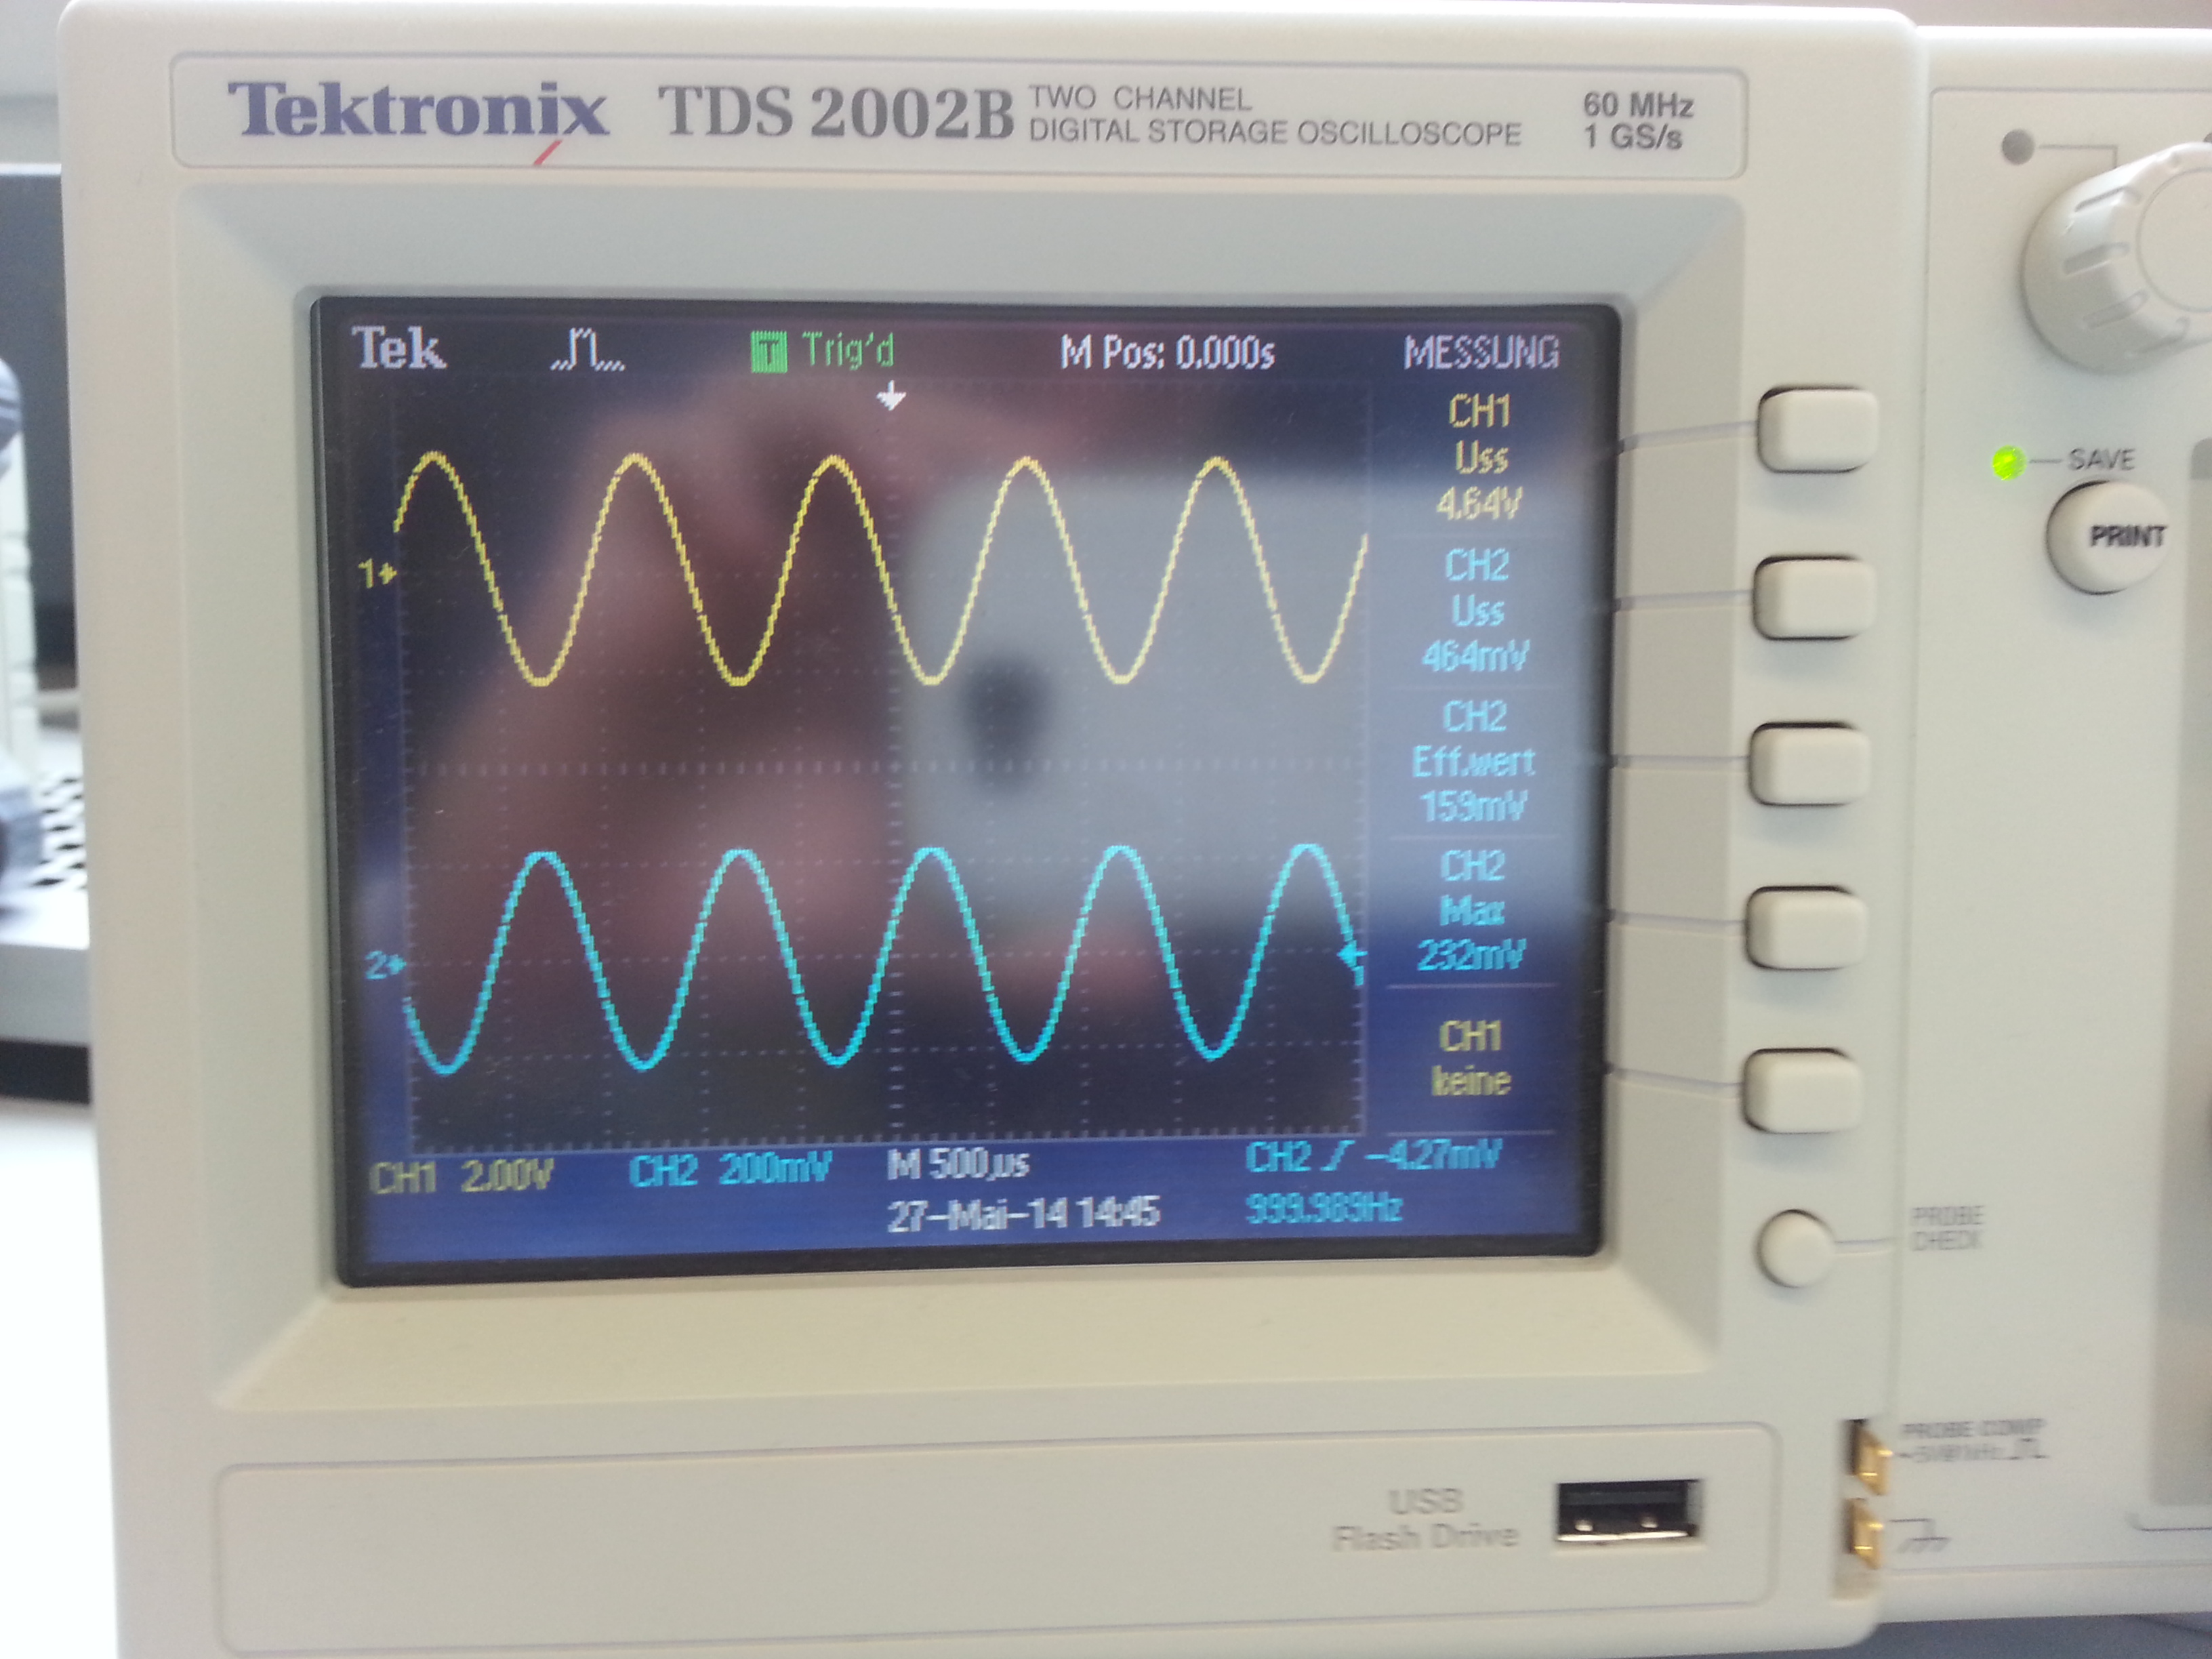 Tektronix TDS 2002B TWO CHANNEL DIGITAL STORAGE OSCILLOSCOPE
60 MHz
1 GS/s
Tek T Trig'd M Pos: 0.000s MESSUNG
CH1
Uss
4.64V
CH2
Uss
464mV
CH2
Eff.wert
159mV
CH2
Max
232mV
CH1
keine
1
2
CH1 2.00V CH2 200mV M 500µs CH2 -4.27mV
27-Mai-14 14:45 999.989Hz
SAVE
PRINT
PROBE
CHECK
PROBE COMP
USB
Flash Drive